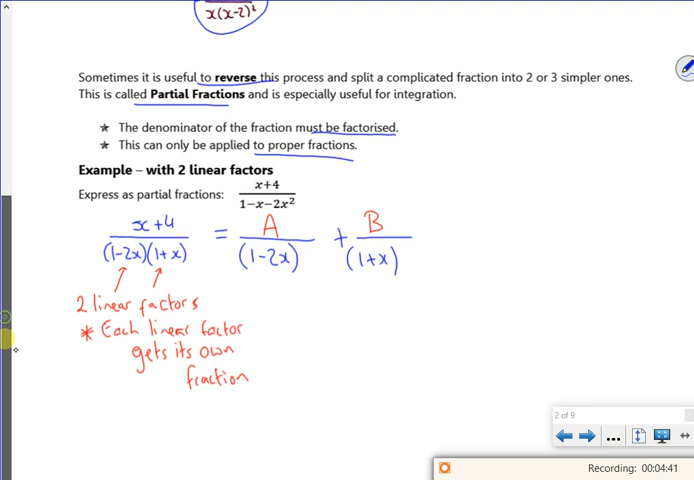 x(x-2)²
Sometimes it is useful to reverse this process and split a complicated fraction into 2 or 3 simpler ones.
This is called Partial Fractions and is especially useful for integration.
★ The denominator of the fraction must be factorised.
★ This can only be applied to proper fractions.
Example – with 2 linear factors
Express as partial fractions: x+4 / 1−x−2x²
x+4 / (1-2x)(1+x) = A / (1-2x) + B / (1+x)
2 linear factors
* Each linear factor
gets its own
fraction
2 of 9
...
Recording: 00:04:41